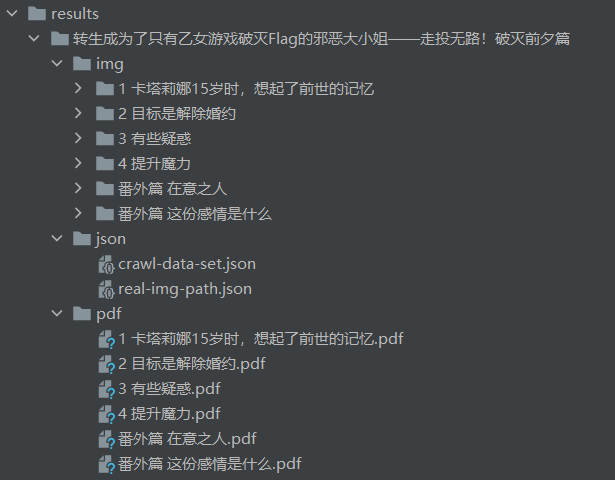 results
转生成为了只有乙女游戏破灭Flag的邪恶大小姐——走投无路！破灭前夕篇
img
1 卡塔莉娜15岁时，想起了前世的记忆
2 目标是解除婚约
3 有些疑惑
4 提升魔力
番外篇 在意之人
番外篇 这份感情是什么
json
crawl-data-set.json
real-img-path.json
pdf
1 卡塔莉娜15岁时，想起了前世的记忆.pdf
2 目标是解除婚约.pdf
3 有些疑惑.pdf
4 提升魔力.pdf
番外篇 在意之人.pdf
番外篇 这份感情是什么.pdf